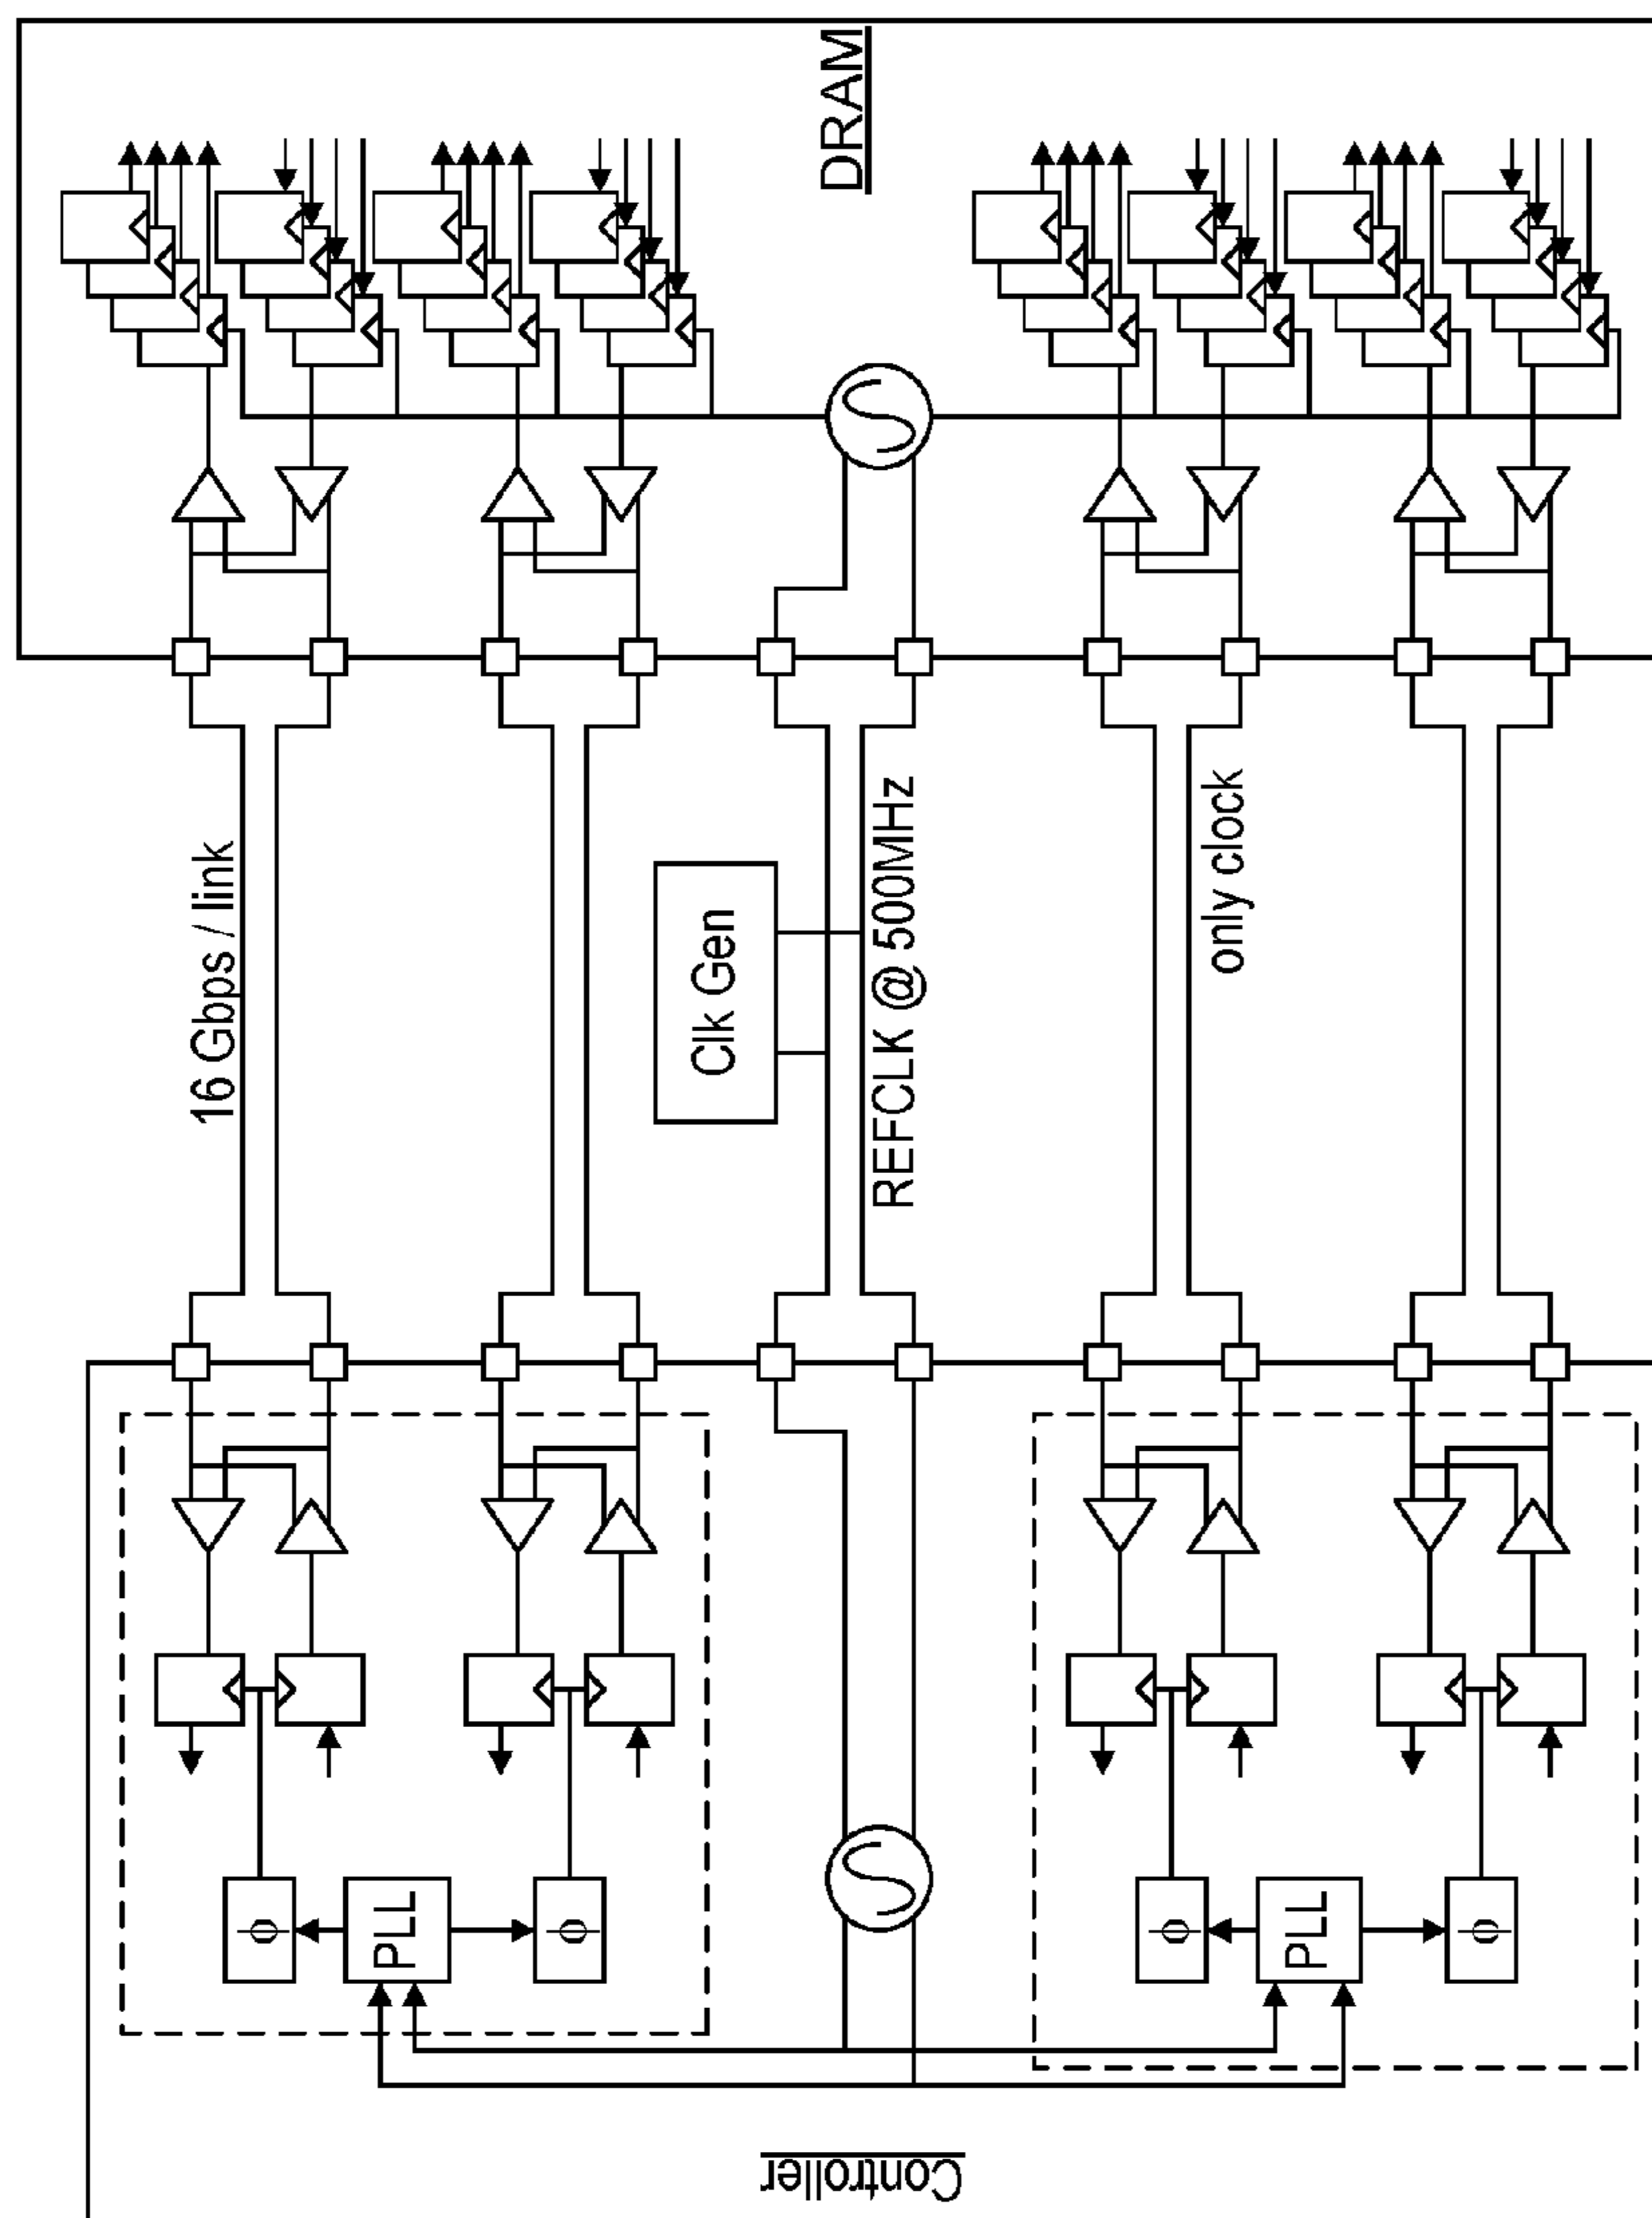 DRAM
16 Gbps / link
Clk Gen
REFCLK @ 500MHz
only clock
ϕ
PLL
ϕ
ϕ
PLL
ϕ
Controller